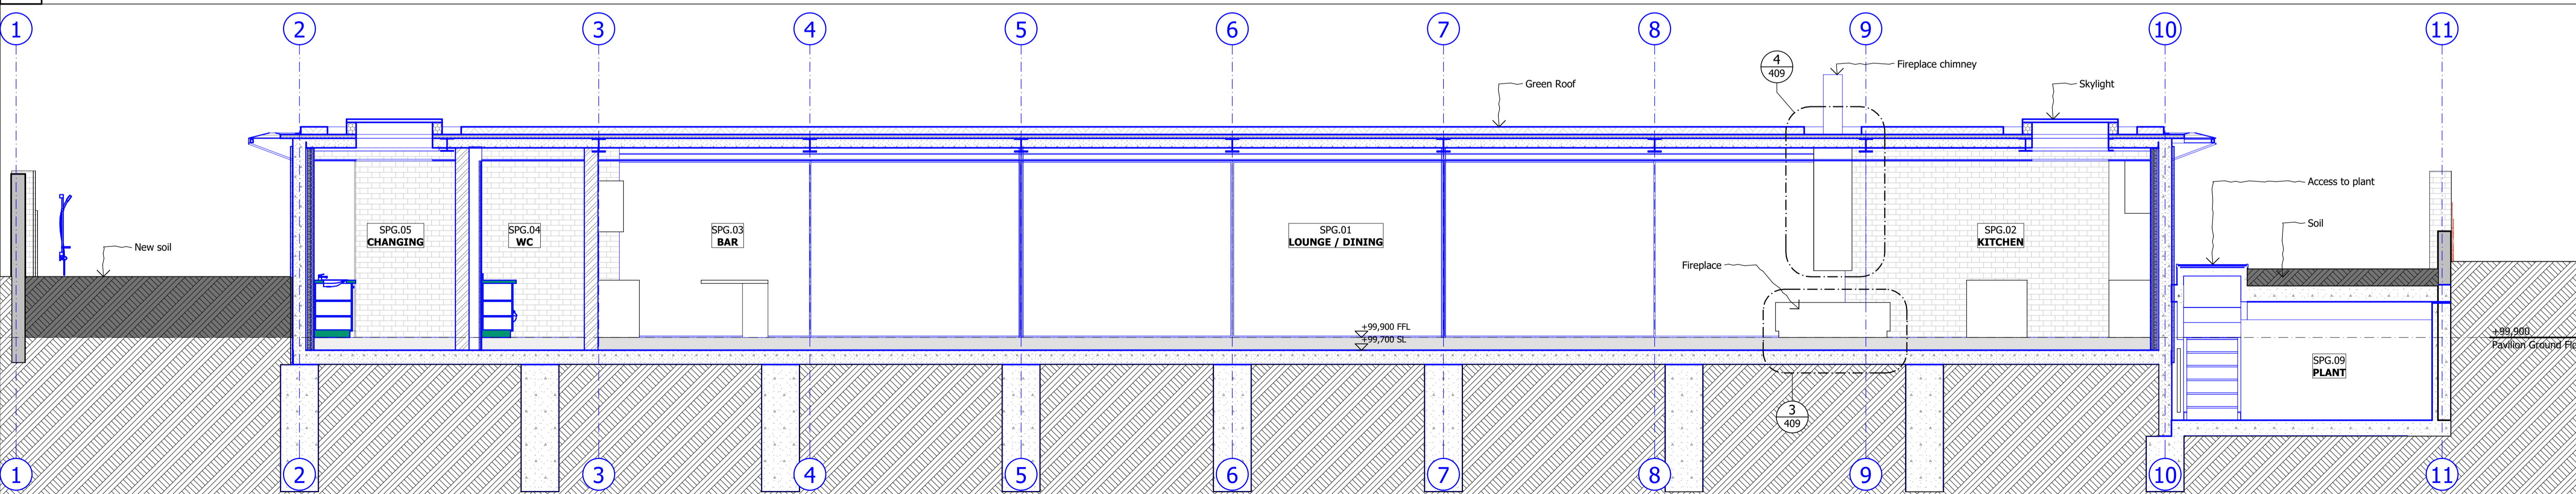 1
2
3
4
5
6
7
8
9
10
11
4
409
Fireplace chimney
Green Roof
Skylight
Access to plant
Soil
New soil
SPG.05
CHANGING
SPG.04
WC
SPG.03
BAR
SPG.01
LOUNGE / DINING
SPG.02
KITCHEN
Fireplace
+99,900 FFL
+99,700 SL
+99,900
Pavilion Ground Flo
SPG.09
PLANT
3
409
1
2
3
4
5
6
7
8
9
10
11